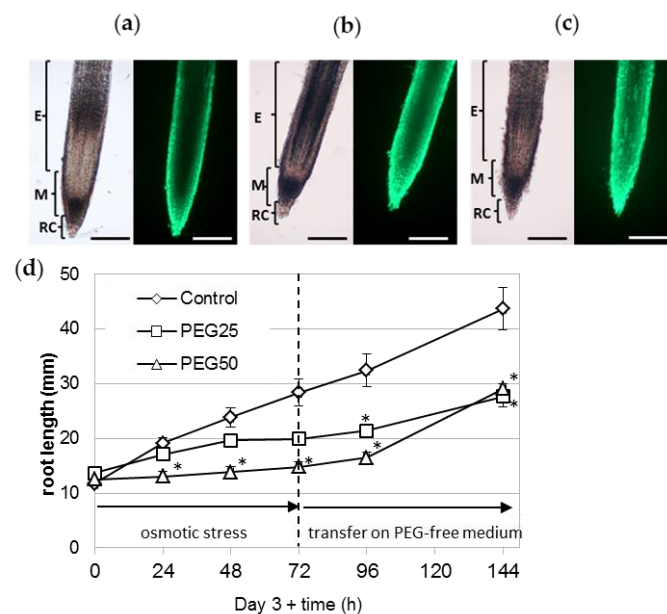 (a) (b) (c)
E E E
M M M
RC RC RC
(d)
50
40
30
20
10
0
root length (mm)
Control
PEG25
PEG50
* * * * * * * *
osmotic stress transfer on PEG-free medium
0 24 48 72 96 120 144
Day 3 + time (h)